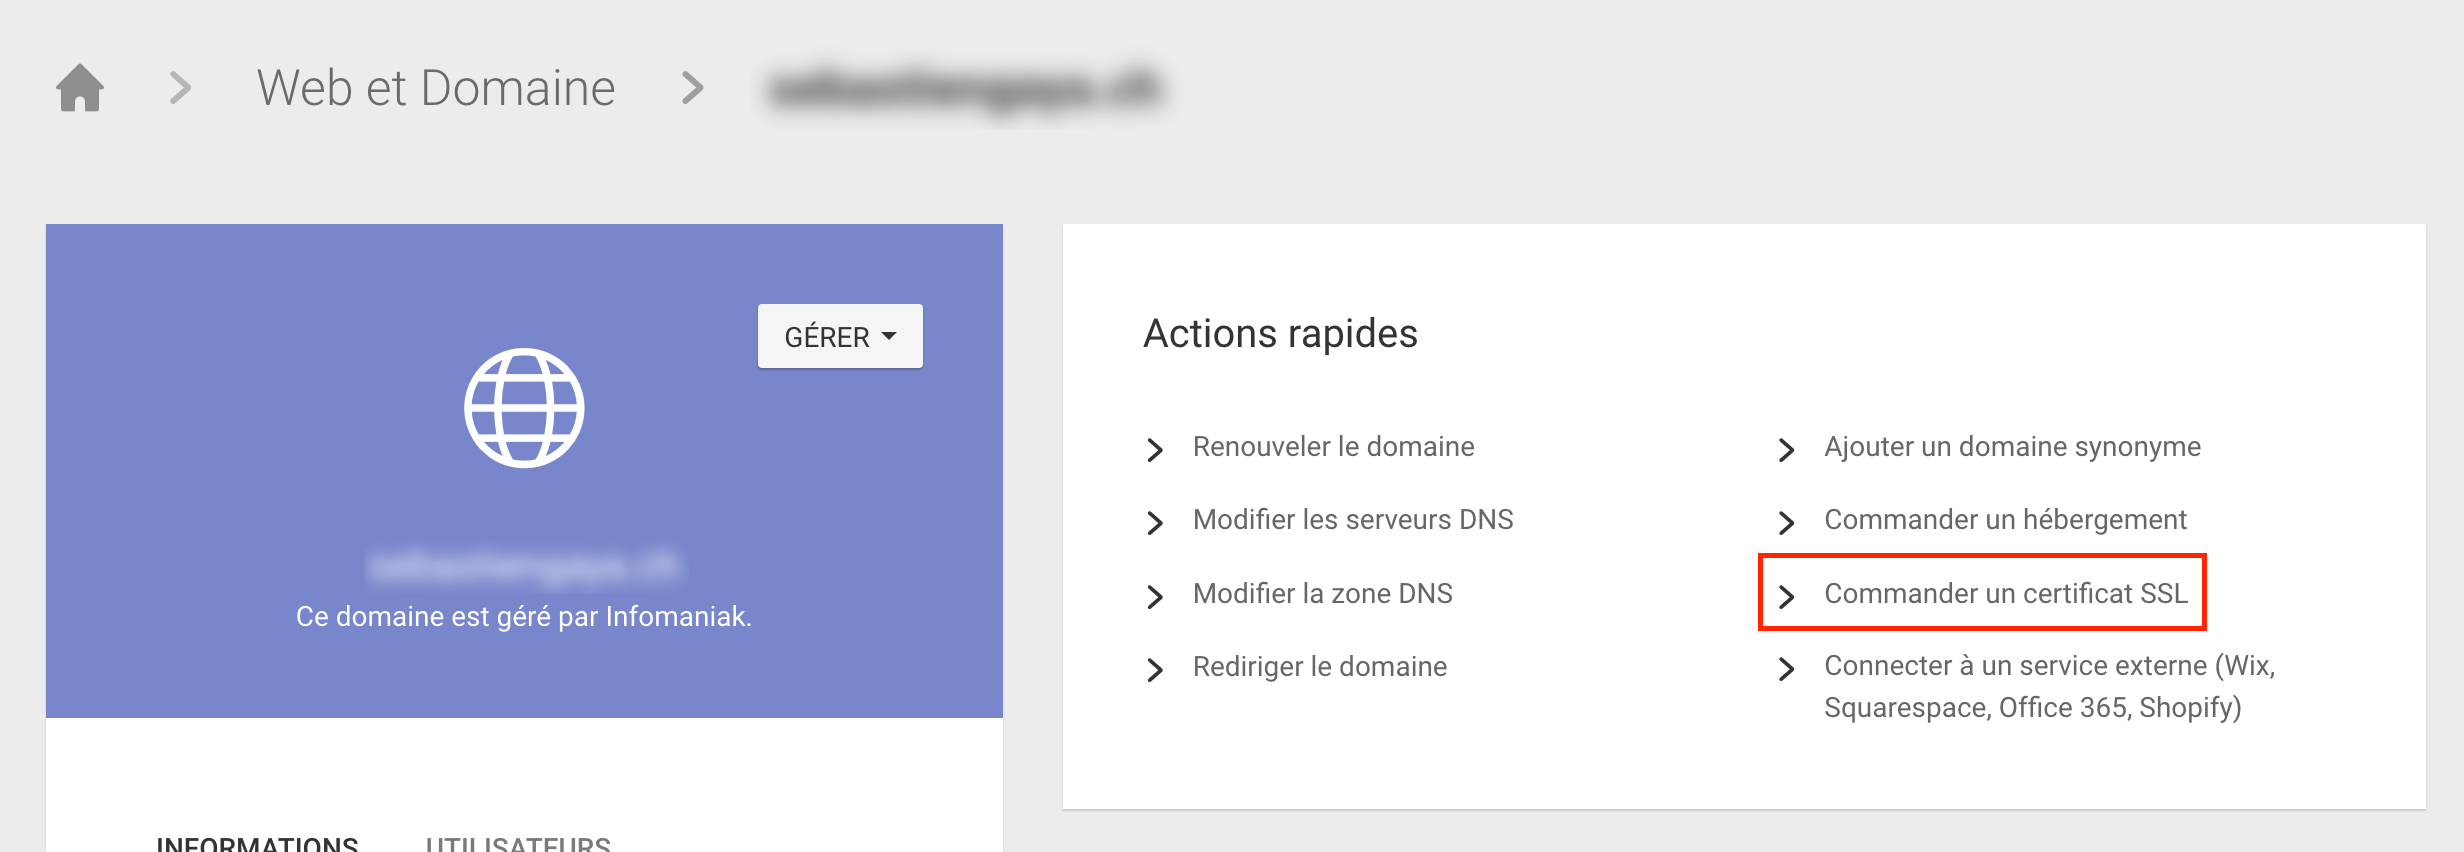 Web et Domaine
GÉRER
Ce domaine est géré par Infomaniak.
INFORMATIONS UTILISATEURS
Actions rapides
Renouveler le domaine
Modifier les serveurs DNS
Modifier la zone DNS
Rediriger le domaine
Ajouter un domaine synonyme
Commander un hébergement
Commander un certificat SSL
Connecter à un service externe (Wix,
Squarespace, Office 365, Shopify)